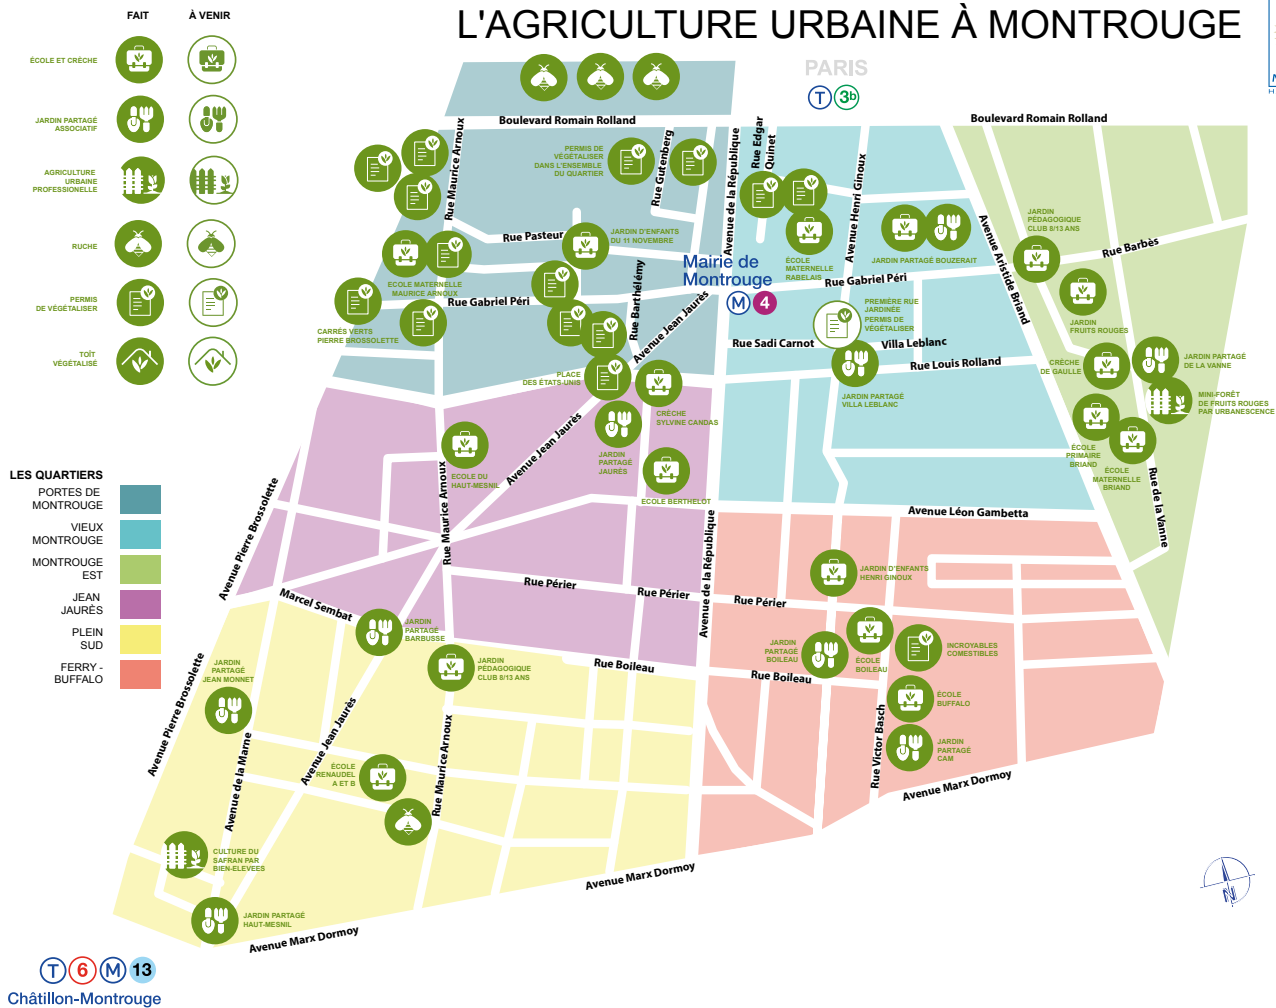 L'AGRICULTURE URBAINE À MONTROUGE
FAIT
À VENIR
ÉCOLE ET CRÈCHE
JARDIN PARTAGÉ
ASSOCIATIF
AGRICULTURE
URBAINE
PROFESSIONELLE
RUCHE
PERMIS
DE VÉGÉTALISER
TOÎT
VÉGÉTALISÉ
LES QUARTIERS
PORTES DE
MONTROUGE
VIEUX
MONTROUGE
MONTROUGE
EST
JEAN
JAURÈS
PLEIN
SUD
FERRY -
BUFFALO
PARIS
T 3b
Boulevard Romain Rolland
Boulevard Romain Rolland
Rue Maurice Arnoux
PERMIS DE
VÉGÉTALISER
DANS L'ENSEMBLE
DU QUARTIER
Rue Gutenberg
Avenue de la République
Rue Edgar
Quinet
Avenue Henri Ginoux
Avenue Aristide Briand
JARDIN
PÉDAGOGIQUE
CLUB 8/13 ANS
Rue Barbès
Rue Pasteur
JARDIN D'ENFANTS
DU 11 NOVEMBRE
ÉCOLE
MATERNELLE
RABELAIS
JARDIN PARTAGÉ BOUZERAIT
Mairie de
Montrouge
M 4
ECOLE MATERNELLE
MAURICE ARNOUX
Rue Gabriel Péri
Rue Gabriel Péri
Rue Barthélémy
Avenue Jean Jaurès
CARRÉS VERTS
PIERRE BROSSOLETTE
PREMIÈRE RUE
JARDINÉE
PERMIS DE
VÉGÉTALISER
JARDIN
FRUITS ROUGES
Rue Sadi Carnot
Villa Leblanc
Rue Louis Rolland
CRÈCHE
DE GAULLE
JARDIN PARTAGÉ
DE LA VANNE
PLACE
DES ÉTATS-UNIS
CRÈCHE
SYLVINE CANDAS
JARDIN PARTAGÉ
VILLA LEBLANC
MINI-FORÊT
DE FRUITS ROUGES
PAR URBANESCENCE
Avenue Jean Jaurès
JARDIN
PARTAGÉ
JAURÈS
ECOLE DU
HAUT-MESNIL
ECOLE BERTHELOT
ÉCOLE
PRIMAIRE
BRIAND
ÉCOLE
MATERNELLE
BRIAND
Rue de la Vanne
Avenue Pierre Brossolette
Rue Maurice Arnoux
Avenue de la République
Avenue Léon Gambetta
JARDIN D'ENFANTS
HENRI GINOUX
Rue Périer
Rue Périer
Rue Périer
Marcel Sembat
JARDIN
PARTAGÉ
BARBUSSE
JARDIN
PARTAGÉ
BOILEAU
ÉCOLE
BOILEAU
INCROYABLES
COMESTIBLES
JARDIN
PARTAGÉ
JEAN MONNET
JARDIN
PÉDAGOGIQUE
CLUB 8/13 ANS
Rue Boileau
Rue Boileau
ÉCOLE
BUFFALO
Avenue Pierre Brossolette
Avenue de la Marne
Avenue Jean Jaurès
Rue Maurice Arnoux
Rue Victor Basch
JARDIN
PARTAGÉ
CAM
ÉCOLE
RENAUDEL
A ET B
Avenue Marx Dormoy
CULTURE DU
SAFRAN PAR
BIEN-ELEVEES
Avenue Marx Dormoy
JARDIN PARTAGÉ
HAUT-MESNIL
Avenue Marx Dormoy
N
T 6 M 13
Châtillon-Montrouge